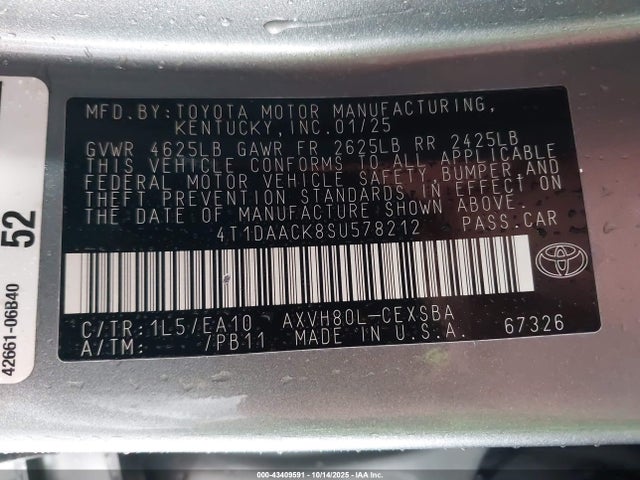 MFD.BY:TOYOTA MOTOR MANUFACTURING,
KENTUCKY,INC.01/25
GVWR 4625LB GAWR FR 2625LB RR 2425LB
THIS VEHICLE CONFORMS TO ALL APPLICABLE
FEDERAL MOTOR VEHICLE SAFETY,BUMPER,AND
THEFT PREVENTION STANDARDS IN EFFECT ON
THE DATE OF MANUFACTURE SHOWN ABOVE.
4T1DAACK8SU578212 PASS.CAR
C/TR:1L5/EA10 AXVH80L-CEXSBA
A/TM: /PB11 MADE IN U.S.A. 67326
52
42661-06B40
000-43409591 - 10/14/2025 - IAAI.COM